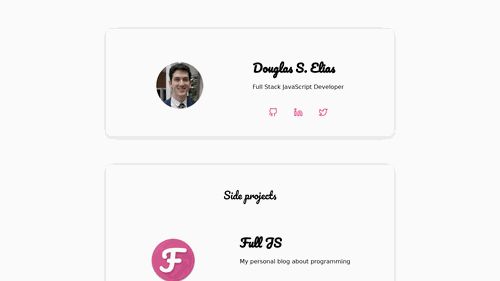 Douglas S. Elias
Full Stack JavaScript Developer
Side projects
F
Full JS
My personal blog about programming